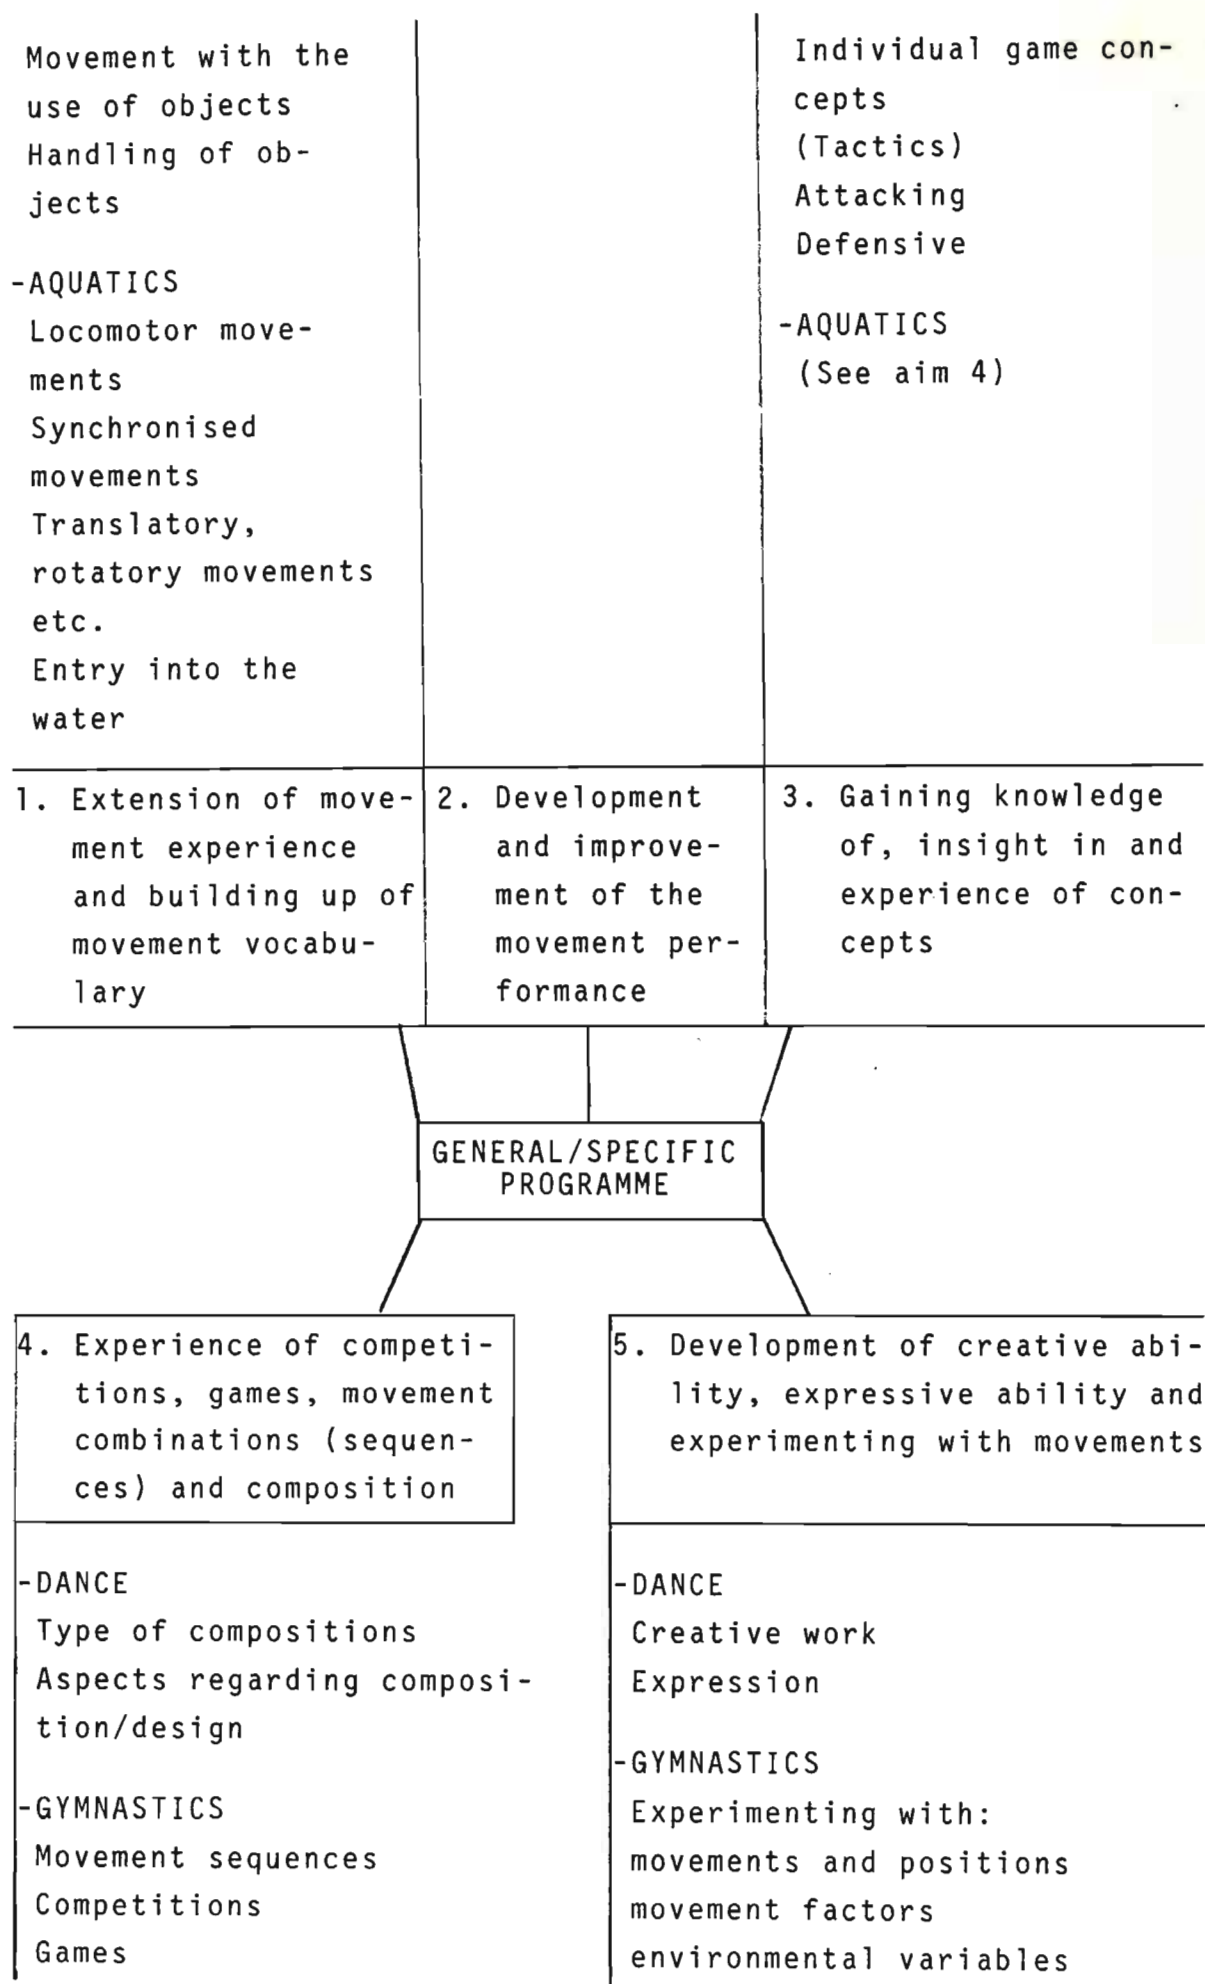 Movement with the
use of objects
Handling of ob-
jects
-AQUATICS
Locomotor move-
ments
Synchronised
movements
Translatory,
rotatory movements
etc.
Entry into the
water
Individual game con-
cepts
(Tactics)
Attacking
Defensive
-AQUATICS
(See aim 4)
1. Extension of move-
ment experience
and building up of
movement vocabu-
lary
2. Development
and improve-
ment of the
movement per-
formance
3. Gaining knowledge
of, insight in and
experience of con-
cepts
GENERAL/SPECIFIC
PROGRAMME
4. Experience of competi-
tions, games, movement
combinations (sequen-
ces) and composition
-DANCE
Type of compositions
Aspects regarding composi-
tion/design
-GYMNASTICS
Movement sequences
Competitions
Games
5. Development of creative abi-
lity, expressive ability and
experimenting with movements
-DANCE
Creative work
Expression
-GYMNASTICS
Experimenting with:
movements and positions
movement factors
environmental variables